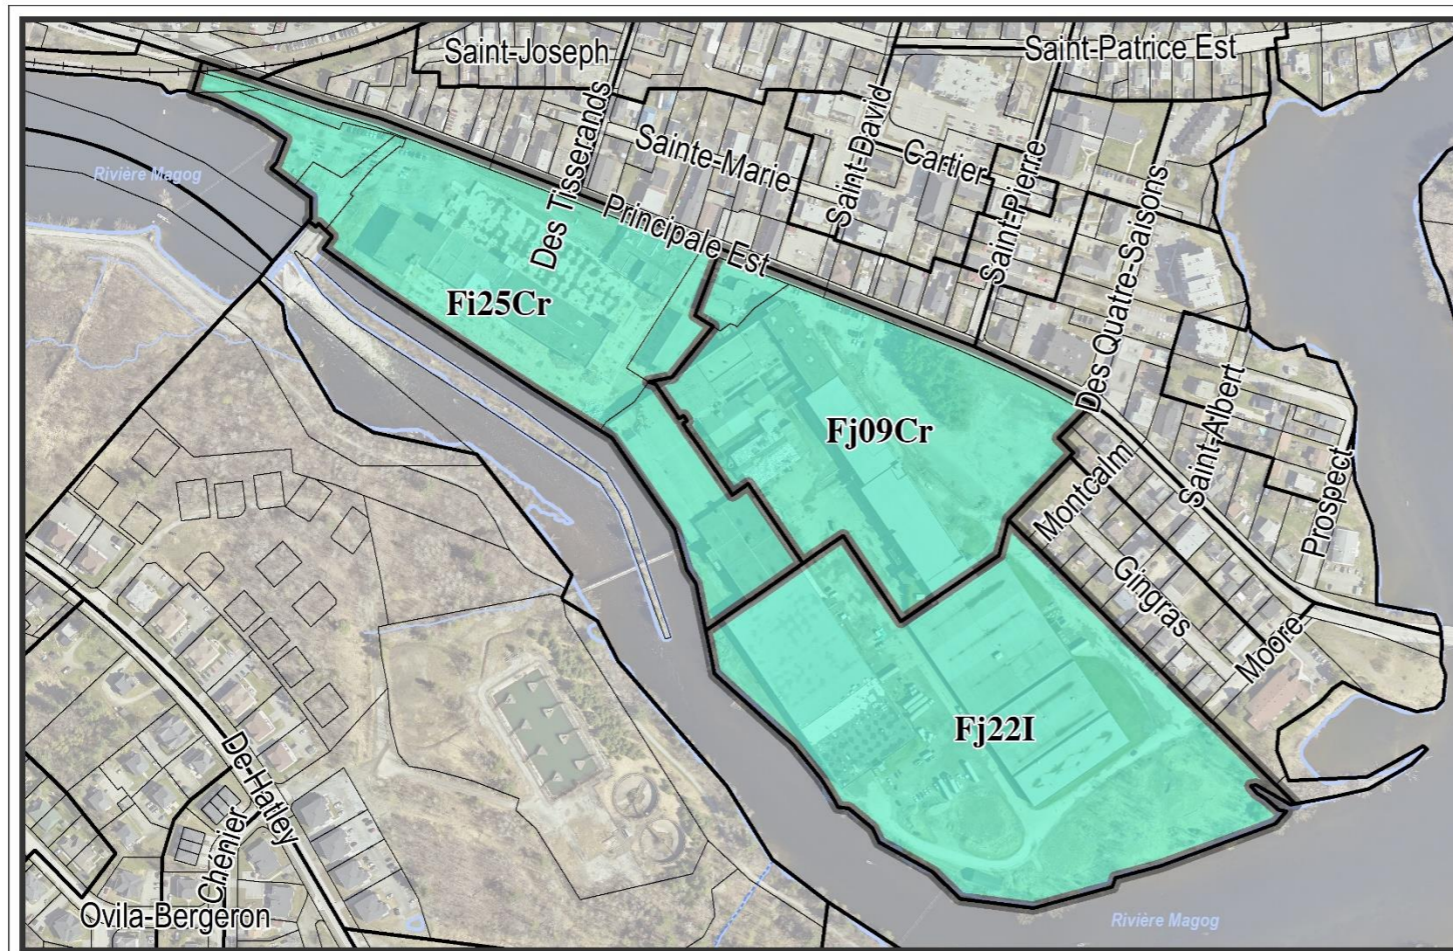 Saint-Joseph
Saint-Patrice Est
Des Tisserands
Sainte-Marie
Saint-David
Cartier
Saint-Pierre
Des Quatre-Saisons
Rivière Magog
Principale Est
Fi25Cr
Fj09Cr
Saint-Albert
Prospect
Montcalm
Gingras
Moore
Fj22I
De-Hatley
Chénier
Ovila-Bergeron
Rivière Magog